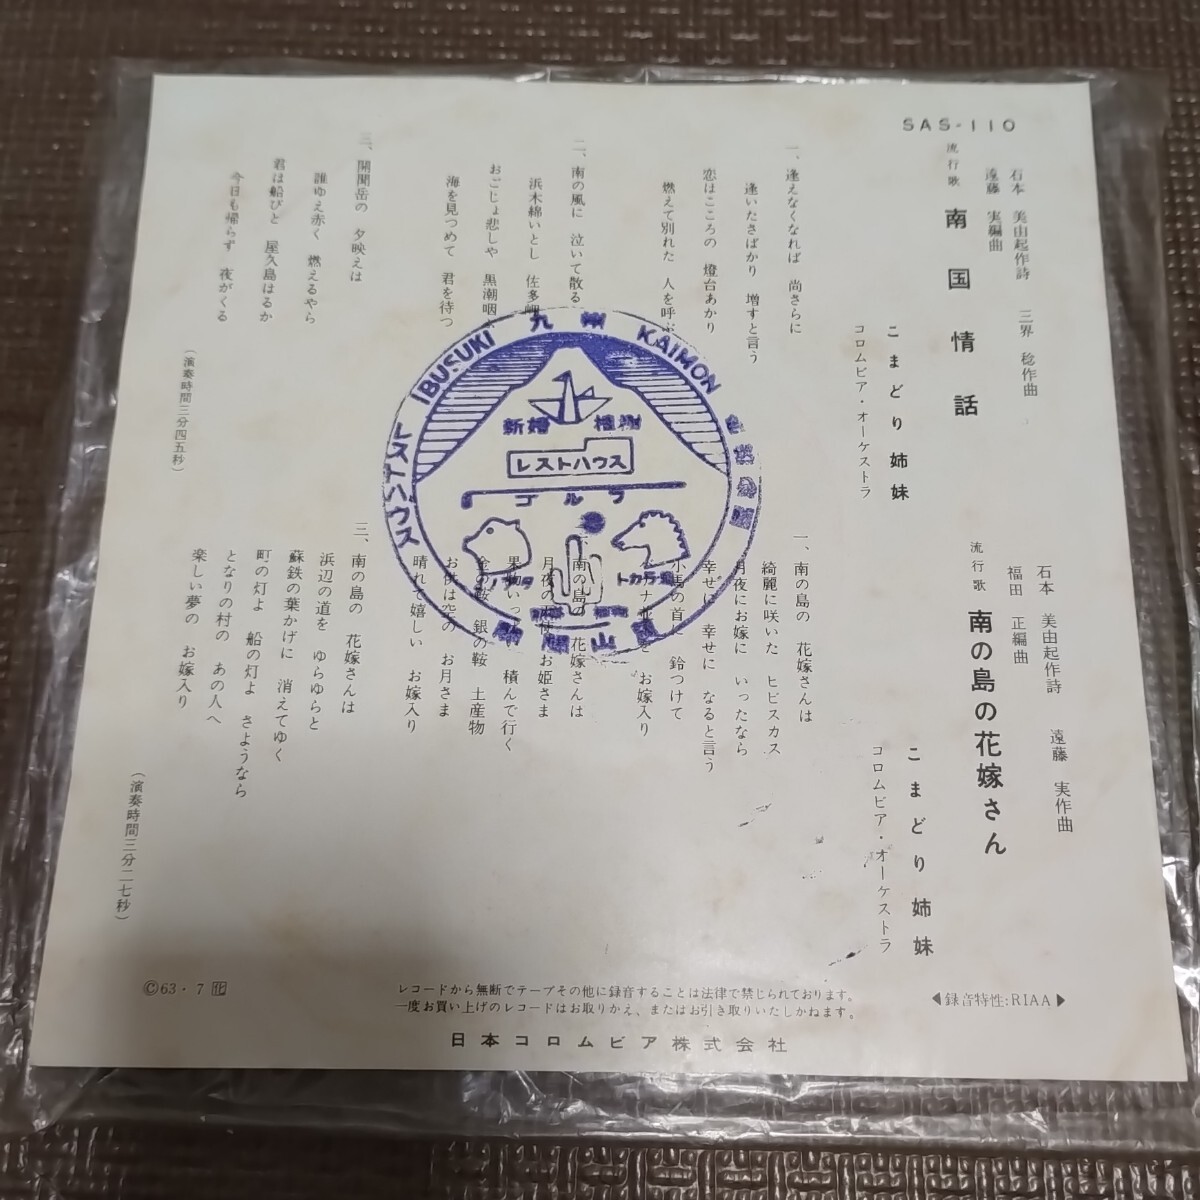 SAS-110
流行歌
南国情話
石本 美由起作詩
三界 稔作曲
遠藤 実編曲
こまどり姉妹
コロムビア・オーケストラ
一、逢えなくなれば 尚さらに
逢いたさばかり 増すと言う
恋はこころの 燈台あかり
燃えて別れた 人を呼ぶ
二、南の風に 泣いて散る
浜木綿いとし 佐多岬
おごじょ悲しや 黒潮咽ぶ
海を見つめて 君を待つ
三、開聞岳の 夕映えは
誰ゆえ赤く 燃えるやら
君は船びと 屋久島はるか
今日も帰らず 夜がくる
(演奏時間三分四五秒)
流行歌
南の島の花嫁さん
石本 美由起作詩
遠藤 実作曲
福田 正編曲
こまどり姉妹
コロムビア・オーケストラ
一、南の島の 花嫁さんは
綺麗に咲いた ヒビスカス
月夜にお嫁に いったなら
幸せに 幸せに なると言う
小馬の首に 鈴つけて
お嫁入り
南の島の 花嫁さんは
月夜の お姫さま
果物いっ 積んで行く
金の鞍 銀の鞍 土産物
お供は空の お月さま
晴れて嬉しい お嫁入り
三、南の島の 花嫁さんは
浜辺の道を ゆらゆらと
蘇鉄の葉かげに 消えてゆく
町の灯よ 船の灯よ さようなら
となりの村の あの人へ
楽しい夢の お嫁入り
(演奏時間三分二七秒)
レストハウス IBUSUKI 九州 KAIMON
新婚
レストハウス
ゴルフ
トカラ馬
山
Ⓒ63・7
レコードから無断でテープその他に録音することは法律で禁じられております。
一度お買い上げのレコードはお取りかえ、またはお引き取りいたしかねます。
◀録音特性:RIAA▶
日本コロムビア株式会社